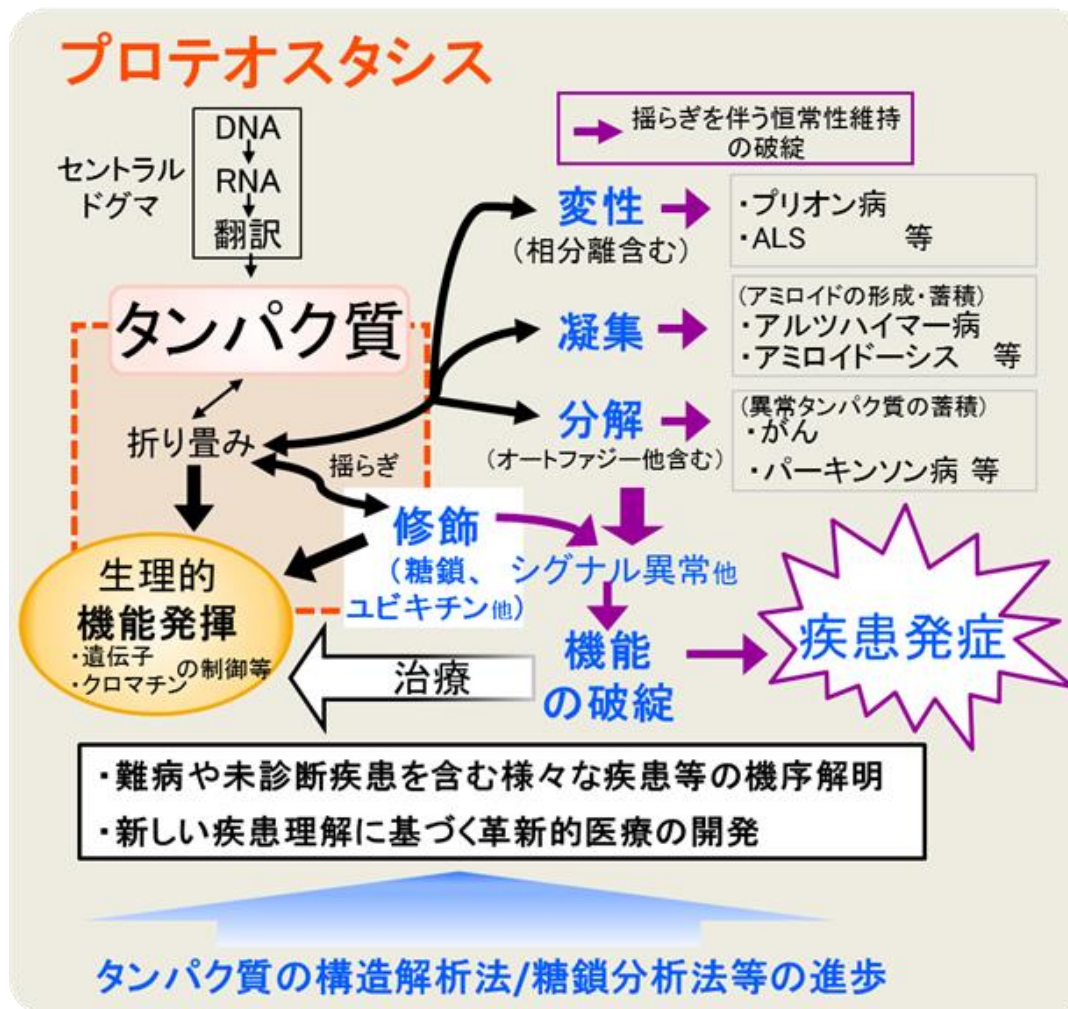 プロテオスタシス
セントラル
ドグマ
DNA
RNA
翻訳
タンパク質
折り畳み
揺らぎ
生理的
機能発揮
・遺伝子
・クロマチン
の制御等
揺らぎを伴う恒常性維持
の破綻
変性
(相分離含む)
・プリオン病
・ALS 等
凝集
(アミロイドの形成・蓄積)
・アルツハイマー病
・アミロイドーシス 等
分解
(オートファジー他含む)
(異常タンパク質の蓄積)
・がん
・パーキンソン病 等
修飾
(糖鎖、
ユビキチン他)
シグナル異常他
機能
の破綻
疾患発症
治療
・難病や未診断疾患を含む様々な疾患等の機序解明
・新しい疾患理解に基づく革新的医療の開発
タンパク質の構造解析法/糖鎖分析法等の進歩